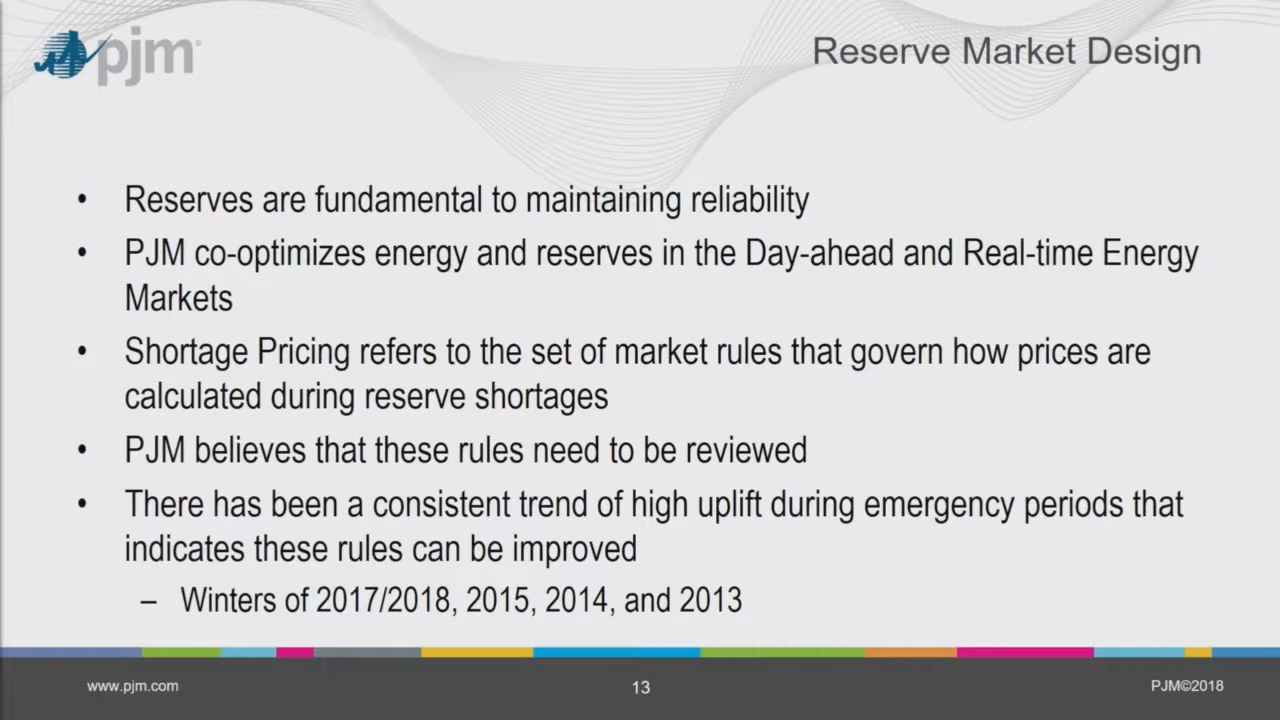 pjm
Reserve Market Design
• Reserves are fundamental to maintaining reliability
• PJM co-optimizes energy and reserves in the Day-ahead and Real-time Energy
Markets
• Shortage Pricing refers to the set of market rules that govern how prices are
calculated during reserve shortages
• PJM believes that these rules need to be reviewed
• There has been a consistent trend of high uplift during emergency periods that
indicates these rules can be improved
– Winters of 2017/2018, 2015, 2014, and 2013
www.pjm.com
13
PJM©2018